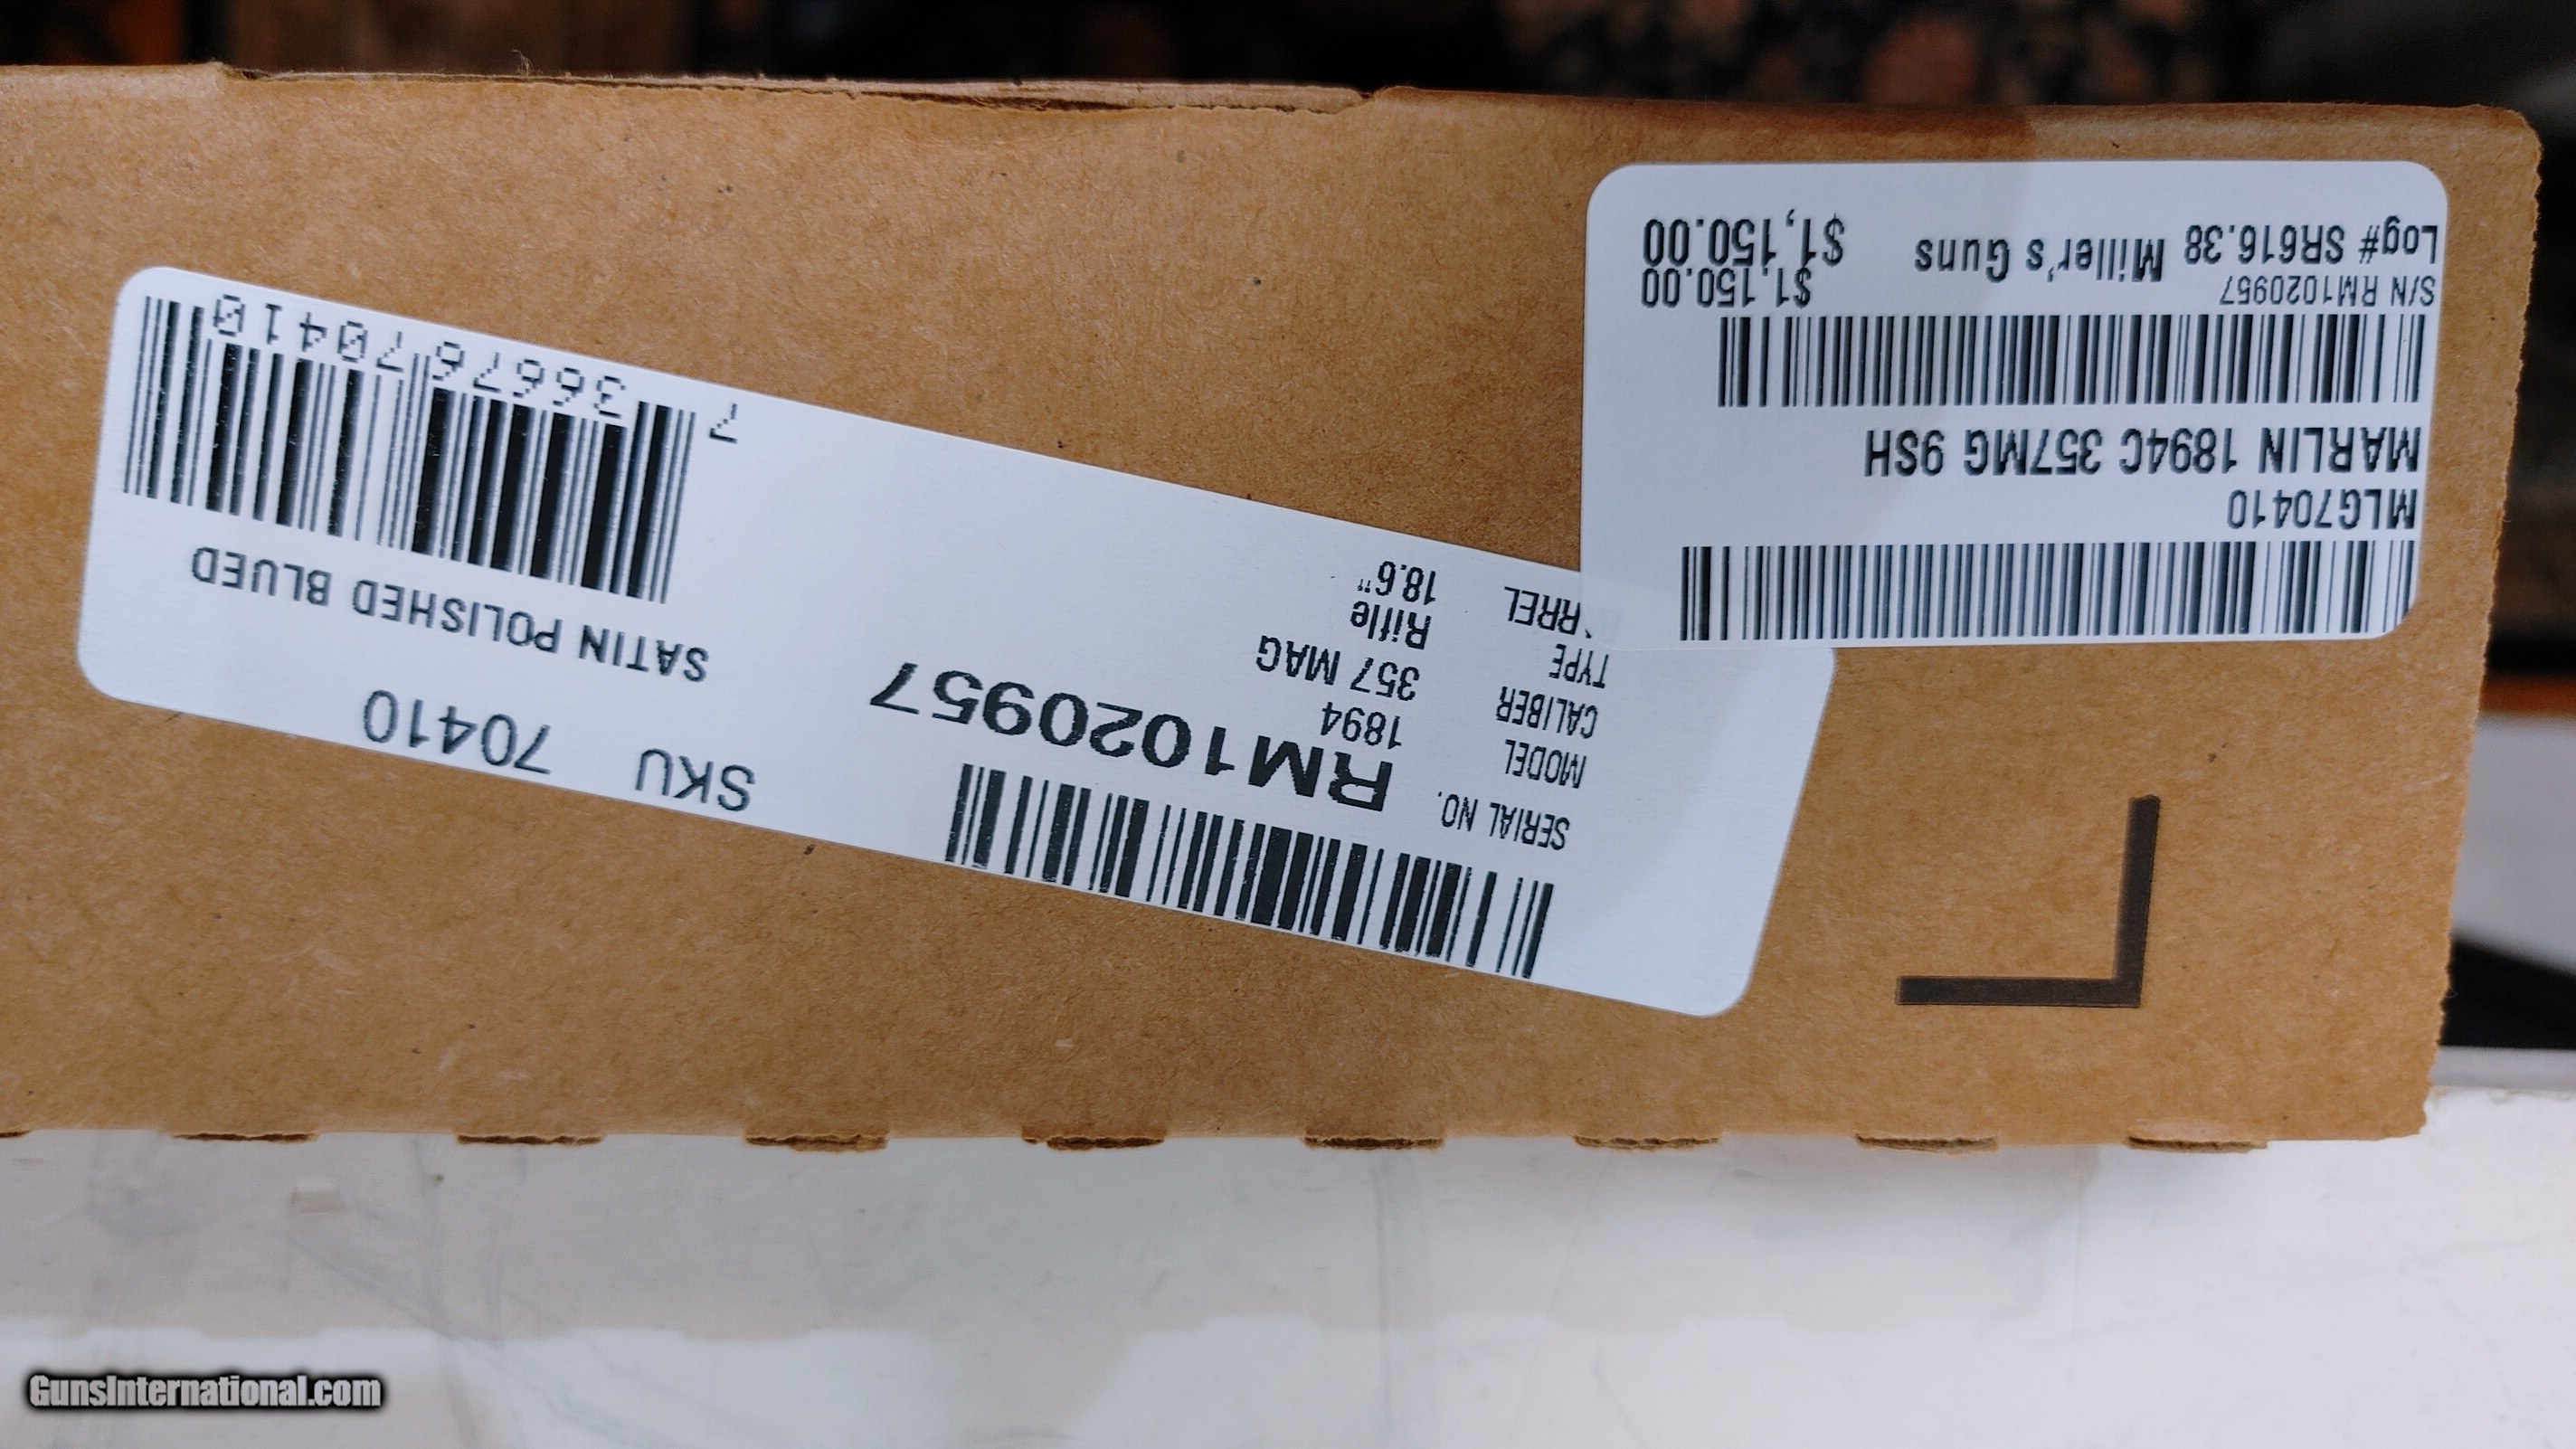 MLG70410
MARLIN 1894C 357MG 9SH
S/N RM1020957
$1,150.00
Log# SR616.38 Miller's Guns $1,150.00
SERIAL NO. RM1020957
MODEL 1894
CALIBER 357 MAG
TYPE Rifle
RREL 18.6"
SKU 70410
SATIN POLISHED BLUED
7 36676 70410
GunsInternational.com